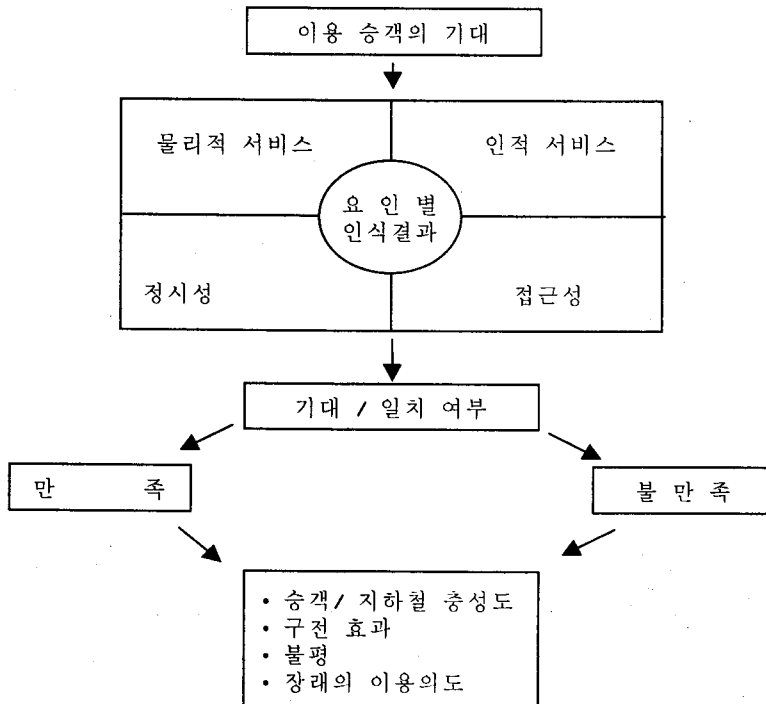 이용 승객의 기대
물리적 서비스
인적 서비스
요 인 별
인식결과
정시성
접근성
기대 / 일치 여부
만 족
불 만 족
• 승객/ 지하철 충성도
• 구전 효과
• 불평
• 장래의 이용의도